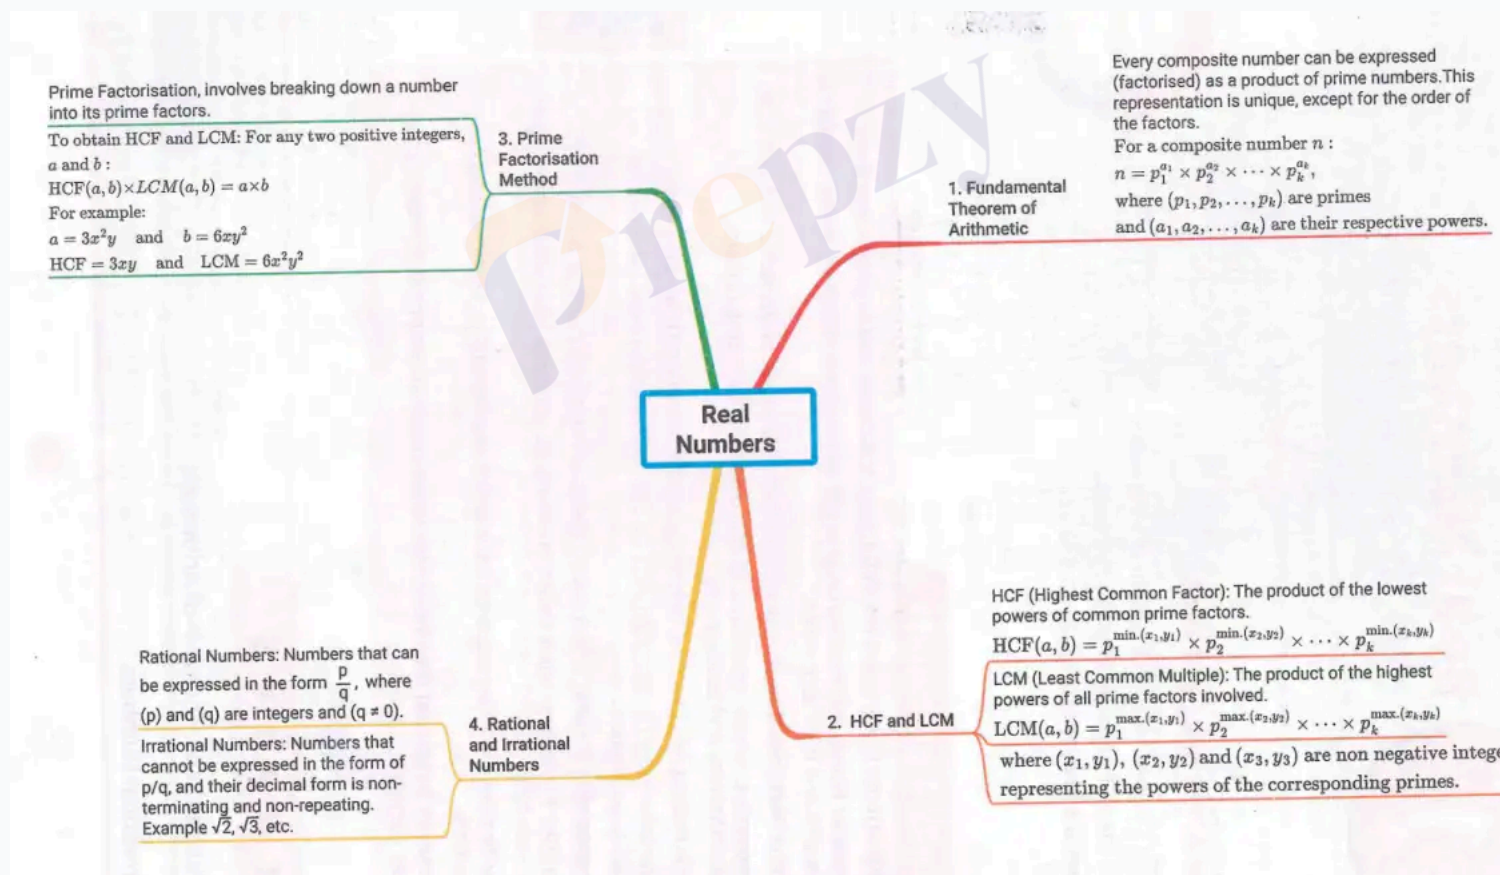 Prime Factorisation, involves breaking down a number
into its prime factors.
To obtain HCF and LCM: For any two positive integers,
a and b :
HCF(a, b)×LCM(a, b) = a×b
For example:
a = 3x²y and b = 6xy²
HCF = 3xy and LCM = 6x²y²
3. Prime
Factorisation
Method
Prepzy
1. Fundamental
Theorem of
Arithmetic
Every composite number can be expressed
(factorised) as a product of prime numbers.This
representation is unique, except for the order of
the factors.
For a composite number n :
n = p₁^a₁ × p₂^a₂ × ··· × pₖ^aₖ,
where (p₁, p₂, . . . , pₖ) are primes
and (a₁, a₂, . . . , aₖ) are their respective powers.
Real
Numbers
Rational Numbers: Numbers that can
be expressed in the form p/q, where
(p) and (q) are integers and (q ≠ 0).
Irrational Numbers: Numbers that
cannot be expressed in the form of
p/q, and their decimal form is non-
terminating and non-repeating.
Example √2, √3, etc.
4. Rational
and Irrational
Numbers
2. HCF and LCM
HCF (Highest Common Factor): The product of the lowest
powers of common prime factors.
HCF(a, b) = p₁^min.(x₁,y₁) × p₂^min.(x₂,y₂) × ··· × pₖ^min.(xₖ,yₖ)
LCM (Least Common Multiple): The product of the highest
powers of all prime factors involved.
LCM(a, b) = p₁^max.(x₁,y₁) × p₂^max.(x₂,y₂) × ··· × pₖ^max.(xₖ,yₖ)
where (x₁, y₁), (x₂, y₂) and (x₃, y₃) are non negative intege
representing the powers of the corresponding primes.